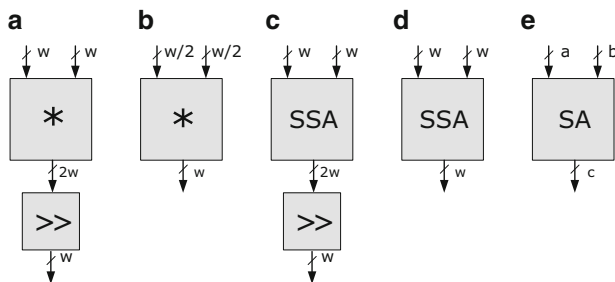 a b c d e
w w w/2 w/2 w w w w a b
* * SSA SSA SA
2w w 2w w c
>> >>
w w